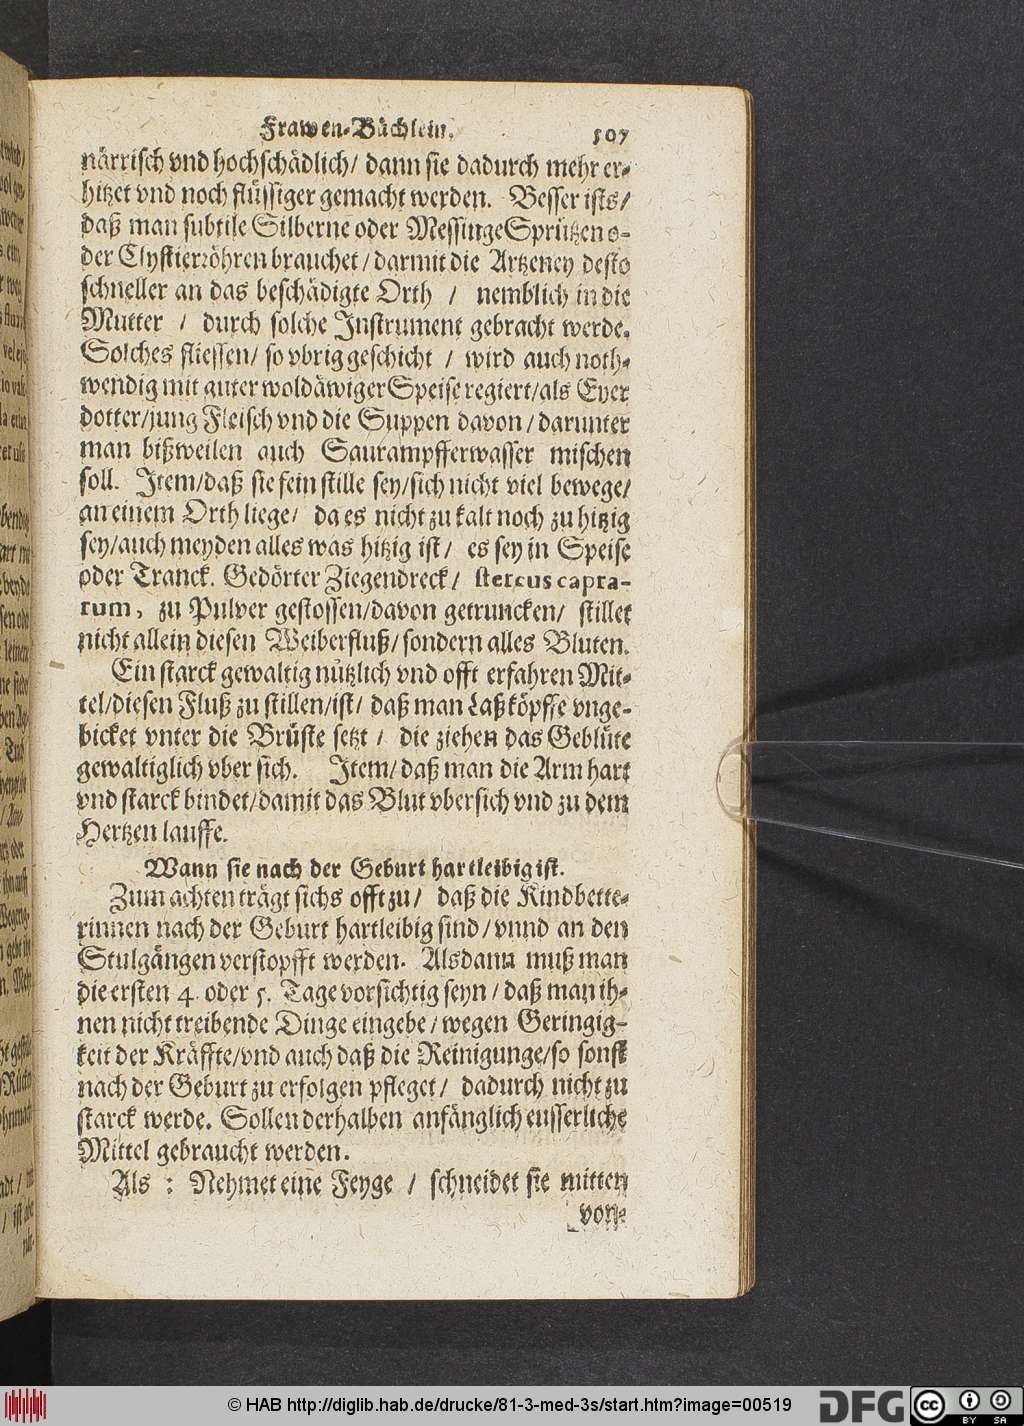 Frawen-Büchlein. 507
närrisch vnd hochschädlich/ dann sie dadurch mehr er-
hitzet vnd noch flüssiger gemacht werden. Besser ists/
daß man subtile Silberne oder Messinge Sprützen o-
der Clystierröhren brauchet/ darmit die Artzeney desto
schneller an das beschädigte Orth / nemblich in die
Mutter / durch solche Instrument gebracht werde.
Solches fliessen/ so vbrig geschicht / wird auch noth-
wendig mit guter woldäwiger Speise regiert/als Eyer
dotter/jung Fleisch vnd die Suppen davon/ darunter
man bißweilen auch Saurampfferwasser mischen
soll. Item/daß sie fein stille sey/sich nicht viel bewege/
an einem Orth liege/ da es nicht zu kalt noch zu hitzig
sey/auch meyden alles was hitzig ist/ es sey in Speise
oder Tranck. Gedörter Ziegendreck/ stercus capra-
rum, zu Pulver gestossen/davon getruncken/ stillet
nicht allein diesen Weiberfluß/ sondern alles Bluten.
Ein starck gewaltig nützlich vnd offt erfahren Mit-
tel/diesen Fluß zu stillen/ist/ daß man Laßköpffe vnge-
bicket vnter die Brüste setzt / die ziehen das Geblüte
gewaltiglich vber sich. Item/ daß man die Arm hart
vnd starck bindet/damit das Blut vbersich vnd zu dem
Hertzen lauffe.
Wann sie nach der Geburt hartleibig ist.
Zum achten trägt sichs offt zu/ daß die Kindbette-
rinnen nach der Geburt hartleibig sind/ vnnd an den
Stulgängen verstopfft werden. Alsdann muß man
die ersten 4. oder 5. Tage vorsichtig seyn/ daß man ih-
nen nicht treibende Dinge eingebe/ wegen Geringig-
keit der Kräffte/vnd auch daß die Reinigunge/so sonst
nach der Geburt zu erfolgen pfleget/ dadurch nicht zu
starck werde. Sollen derhalben anfänglich eusserliche
Mittel gebraucht werden.
Als : Nehmet eine Feyge / schneidet sie mitten
von-
© HAB http://diglib.hab.de/drucke/81-3-med-3s/start.htm?image=00519
DFG
cc
BY SA